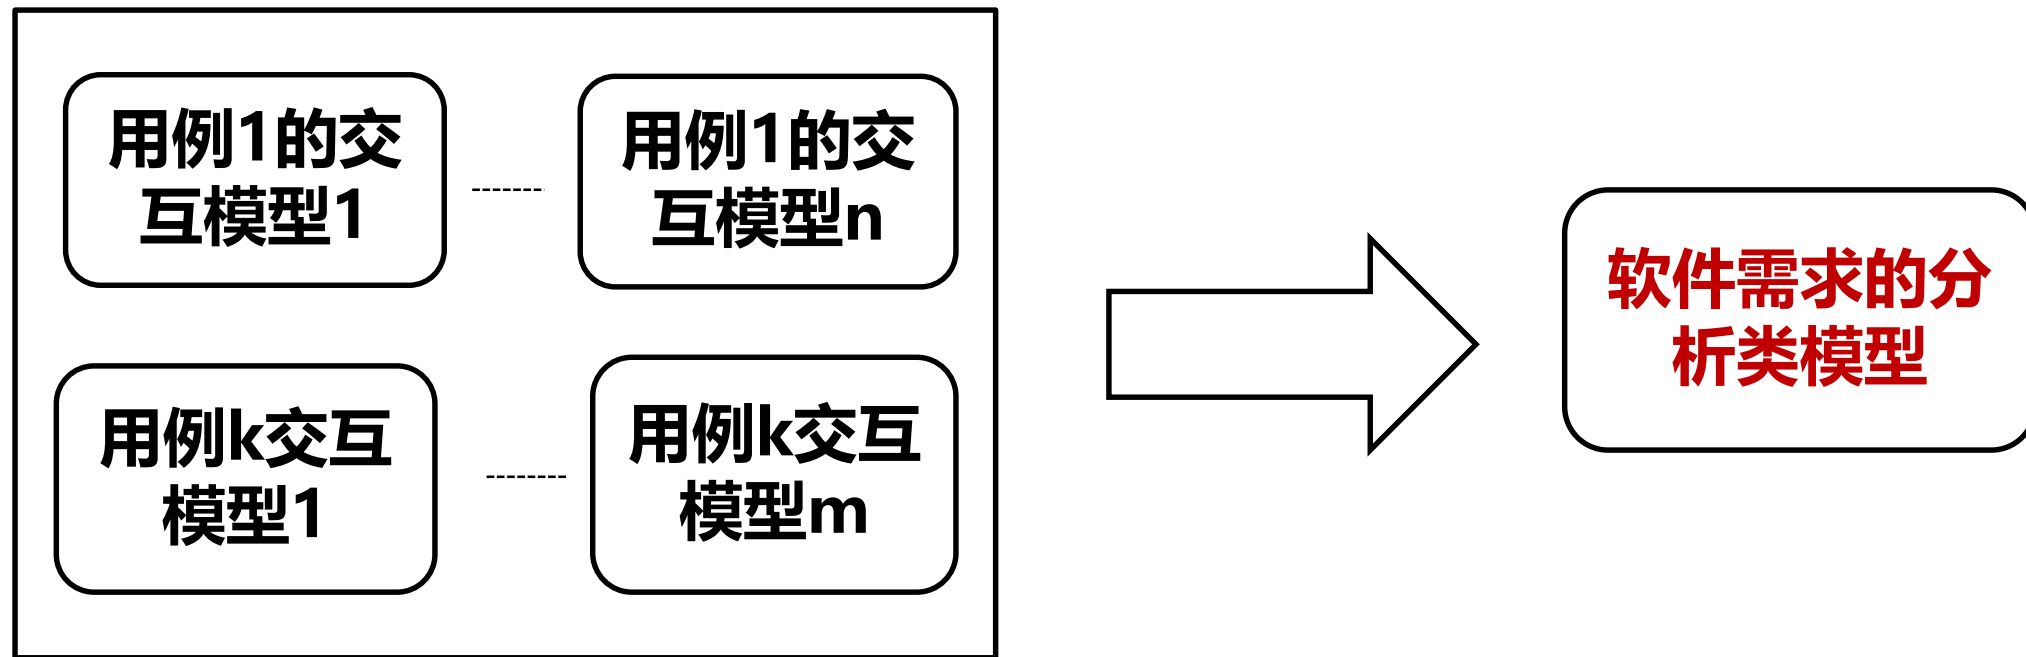 用例1的交
互模型1
用例1的交
互模型n
用例k交互
模型1
用例k交互
模型m
软件需求的分
析类模型